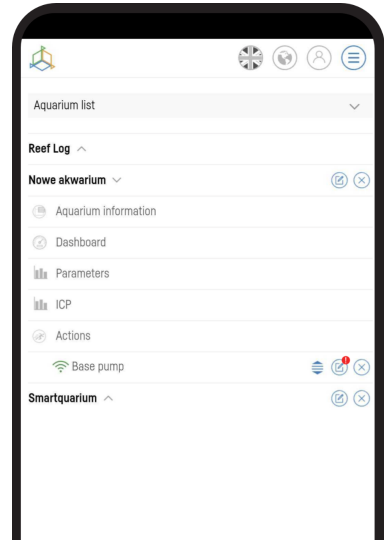 Aquarium list
Reef Log
Nowe akwarium
Aquarium information
Dashboard
Parameters
ICP
Actions
Base pump
!
Smartquarium